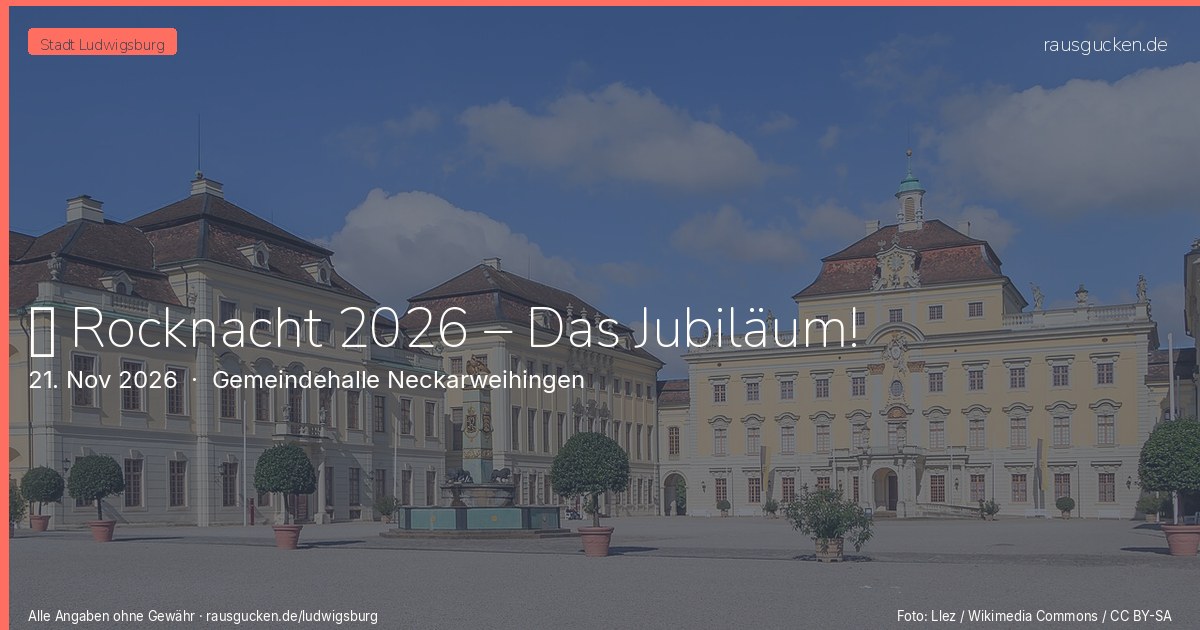 Stadt Ludwigsburg
rausgucken.de
Rocknacht 2026 – Das Jubiläum!
21. Nov 2026 · Gemeindehalle Neckarweihingen
Alle Angaben ohne Gewähr · rausgucken.de/ludwigsburg
Foto: Llez / Wikimedia Commons / CC BY-SA